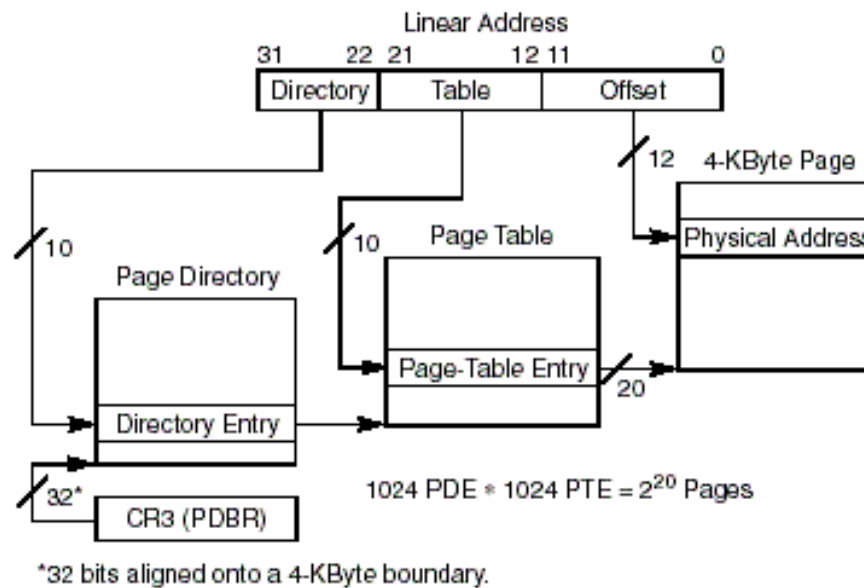 Linear Address
31 22 21 12 11 0
Directory Table Offset
12 4-KByte Page
10 10 Page Table Physical Address
Page Directory
Page-Table Entry
20
Directory Entry
32*
1024 PDE * 1024 PTE = 2²⁰ Pages
CR3 (PDBR)
*32 bits aligned onto a 4-KByte boundary.